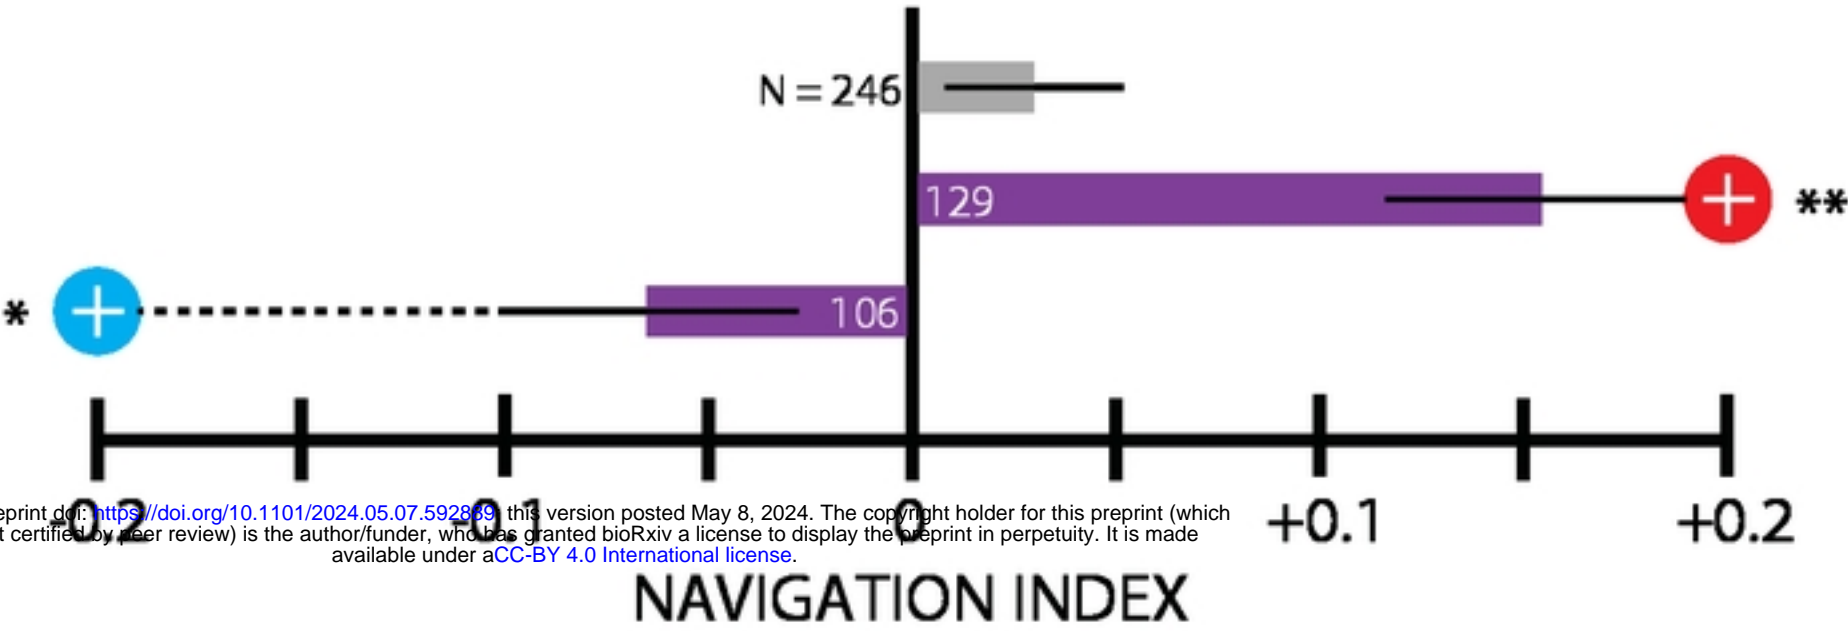 N = 246
129
**
106
*
-0.2
-0.1
0
+0.1
+0.2
eprint doi: https://doi.org/10.1101/2024.05.07.592889; this version posted May 8, 2024. The copyright holder for this preprint (which
t certified by peer review) is the author/funder, who has granted bioRxiv a license to display the preprint in perpetuity. It is made
available under aCC-BY 4.0 International license.
NAVIGATION INDEX